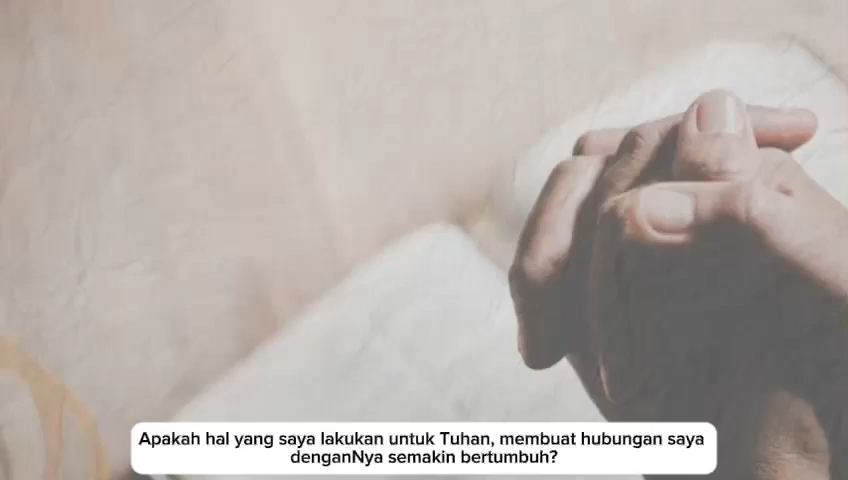 Apakah hal yang saya lakukan untuk Tuhan, membuat hubungan saya
denganNya semakin bertumbuh?